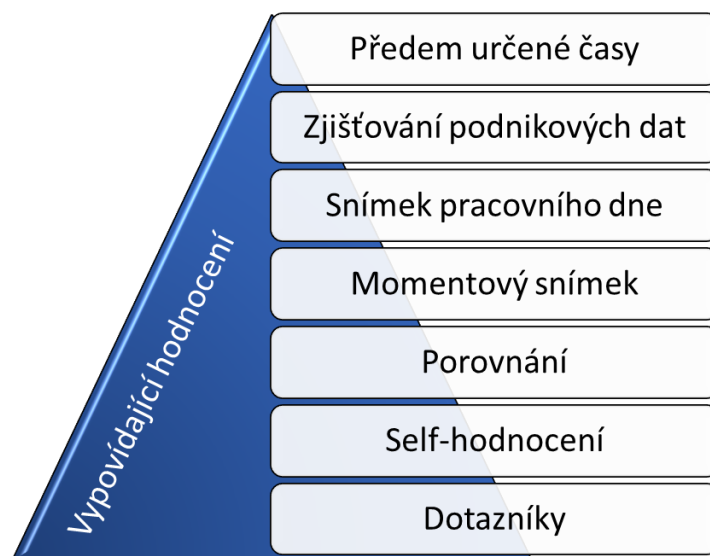 Předem určené časy
Zjišťování podnikových dat
Snímek pracovního dne
Momentový snímek
Porovnání
Self-hodnocení
Dotazníky
Vypovídající hodnocení